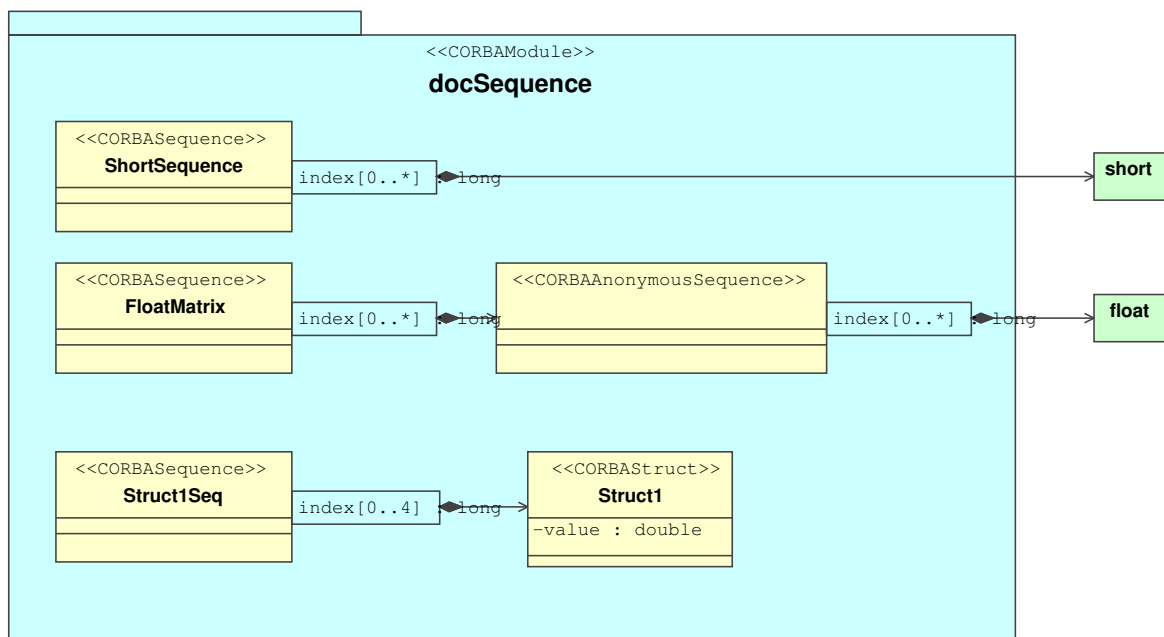 <<CORBAModule>>
docSequence
<<CORBASequence>>
ShortSequence
index[0..*] : long
short
<<CORBASequence>>
FloatMatrix
index[0..*] : long
<<CORBAAnonymousSequence>>
index[0..*] : long
float
<<CORBASequence>>
Struct1Seq
index[0..4] : long
<<CORBAStruct>>
Struct1
-value : double